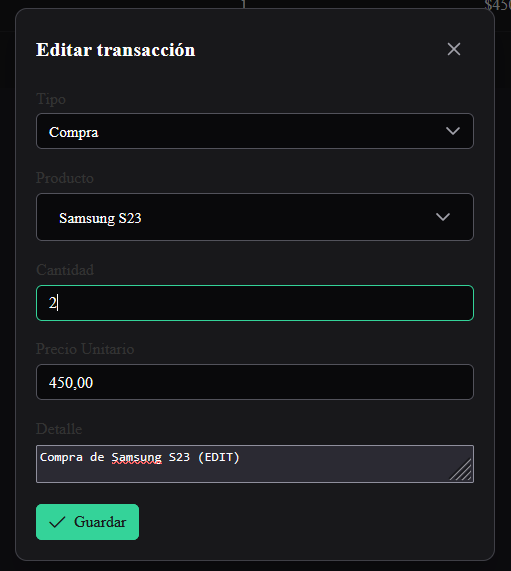 1
$450
Editar transacción
Tipo
Compra
Producto
Samsung S23
Cantidad
2
Precio Unitario
450,00
Detalle
Compra de Samsung S23 (EDIT)
Guardar